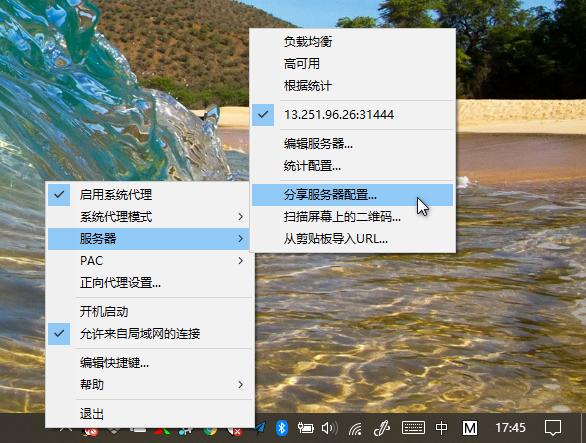 负载均衡
高可用
根据统计
13.251.96.26:31444
编辑服务器...
统计配置...
分享服务器配置...
扫描屏幕上的二维码...
从剪贴板导入URL...
启用系统代理
系统代理模式
服务器
PAC
正向代理设置...
开机启动
允许来自局域网的连接
编辑快捷键...
帮助
退出
中
M
17:45